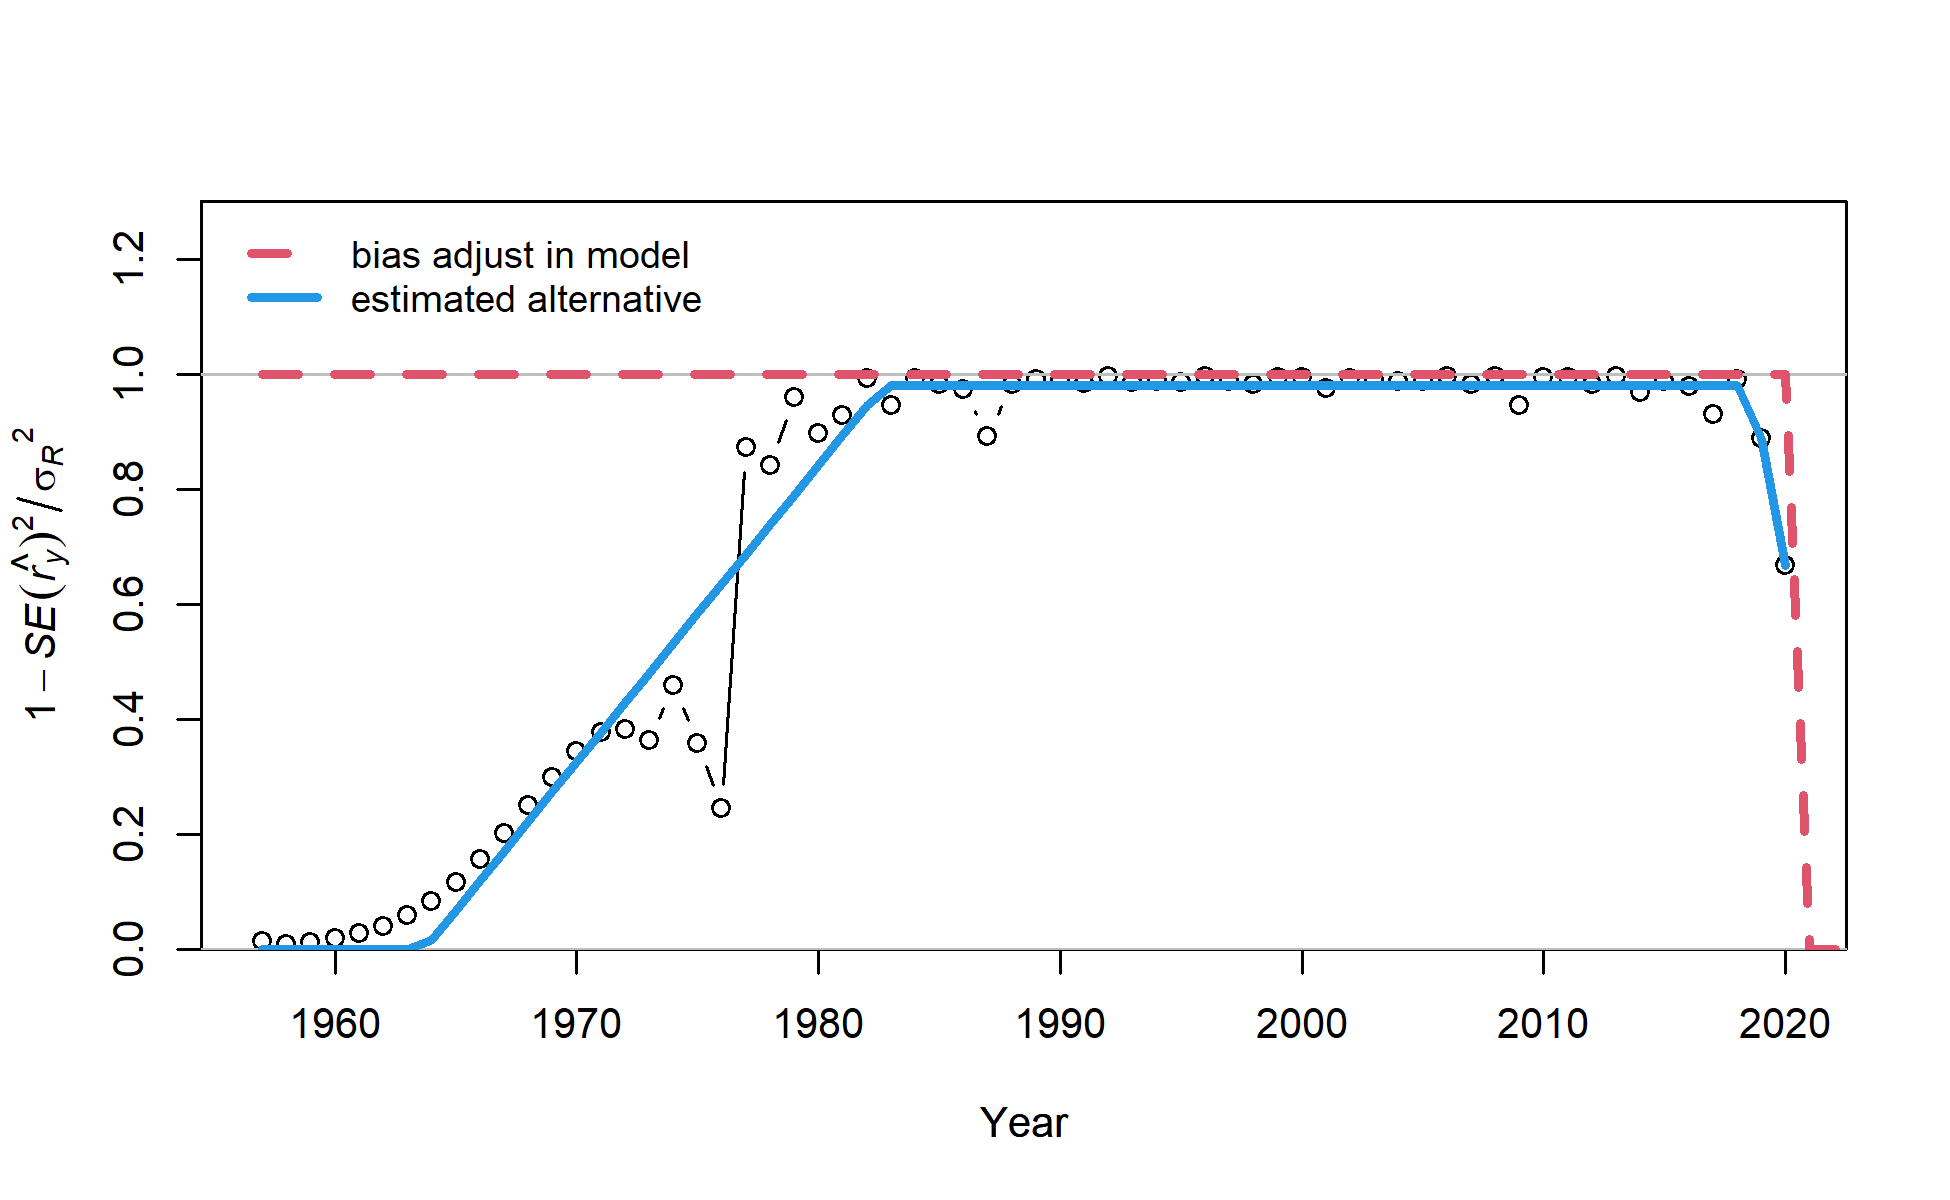 bias adjust in model
estimated alternative
1 − SE(r̂y)² / σR²
1.2
1.0
0.8
0.6
0.4
0.2
0.0
1960 1970 1980 1990 2000 2010 2020
Year